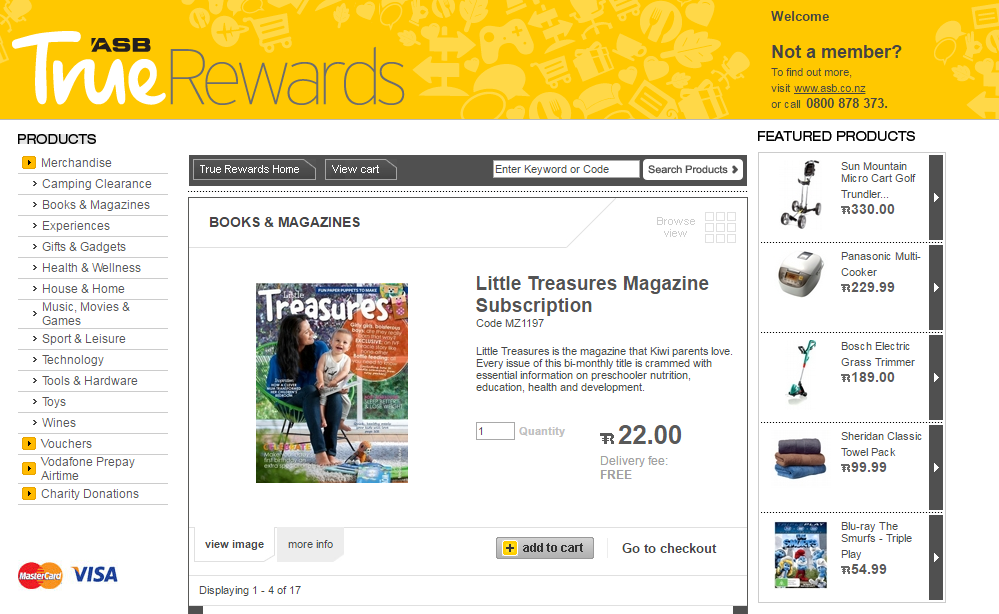 ASB
True Rewards
Welcome
Not a member?
To find out more,
visit www.asb.co.nz
or call 0800 878 373.
PRODUCTS
Merchandise
Camping Clearance
Books & Magazines
Experiences
Gifts & Gadgets
Health & Wellness
House & Home
Music, Movies &
Games
Sport & Leisure
Technology
Tools & Hardware
Toys
Wines
Vouchers
Vodafone Prepay
Airtime
Charity Donations
MasterCard VISA
True Rewards Home View cart Enter Keyword or Code Search Products
BOOKS & MAGAZINES
Browse
view
FUN PAPER PUPPETS TO MAKE
Little
Treasures
Little Treasures Magazine
Subscription
Code MZ1197
Little Treasures is the magazine that Kiwi parents love.
Every issue of this bi-monthly title is crammed with
essential information on preschooler nutrition,
education, health and development.
1 Quantity
22.00
Delivery fee:
FREE
view image more info
add to cart Go to checkout
Displaying 1 - 4 of 17
FEATURED PRODUCTS
Sun Mountain
Micro Cart Golf
Trundler...
330.00
Panasonic Multi-
Cooker
229.99
Bosch Electric
Grass Trimmer
189.00
Sheridan Classic
Towel Pack
99.99
Blu-ray The
Smurfs - Triple
Play
54.99